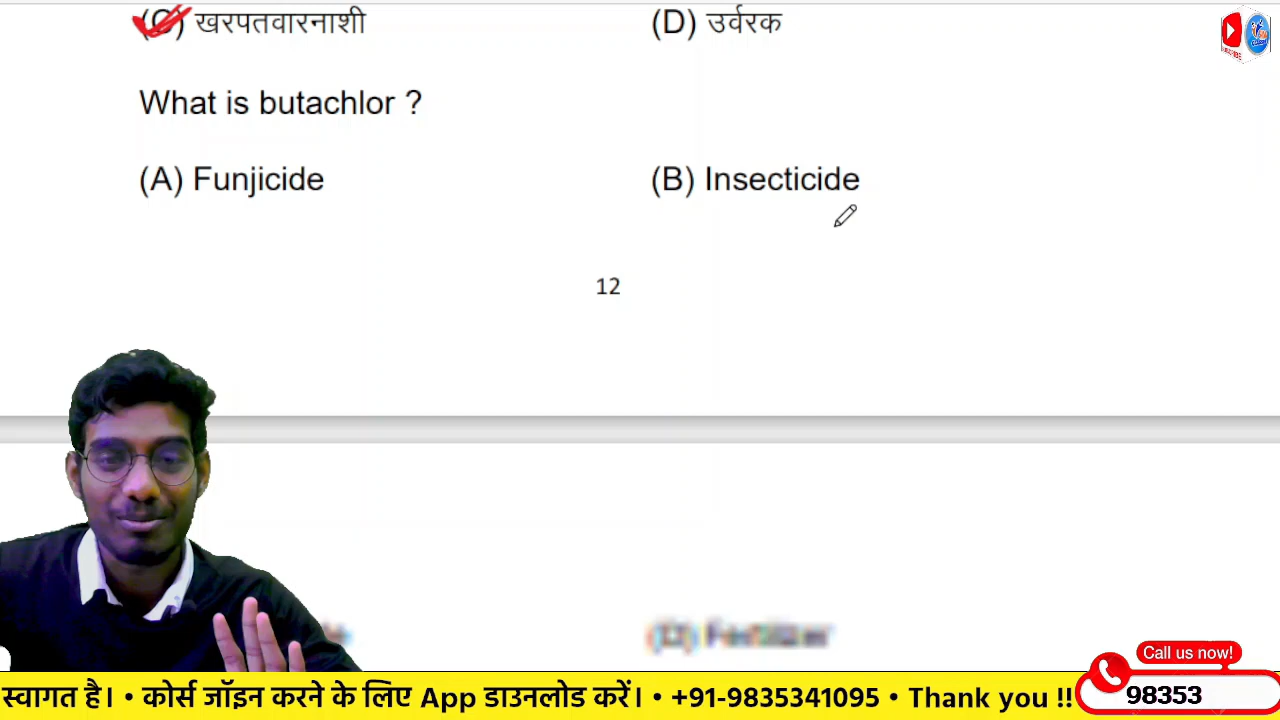 (C) खरपतवारनाशी (D) उर्वरक
What is butachlor ?
(A) Funjicide (B) Insecticide
12
(D) Fertilizer
Call us now!
स्वागत है। • कोर्स जॉइन करने के लिए App डाउनलोड करें। • +91-9835341095 • Thank you !!
98353